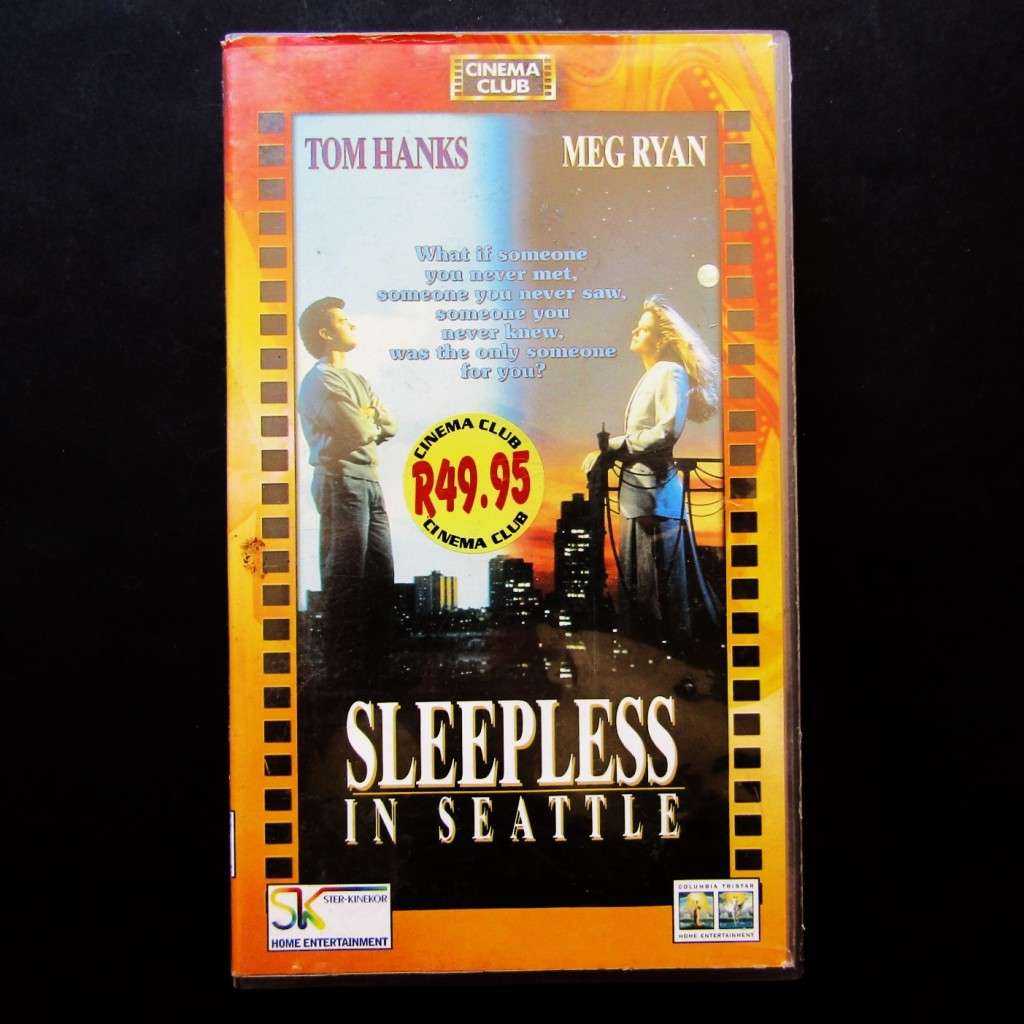 CINEMA
CLUB
TOM HANKS
MEG RYAN
What if someone
you never met,
someone you never saw,
someone you
never knew,
was the only someone
for you?
CINEMA CLUB
R49.95
CINEMA CLUB
SLEEPLESS
IN SEATTLE
SK
STER-KINEKOR
HOME ENTERTAINMENT
COLUMBIA TRISTAR
HOME ENTERTAINMENT